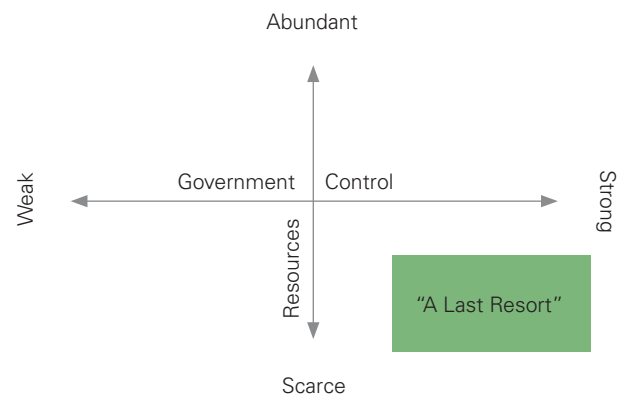 Abundant
Weak
Government Control
Strong
Resources
“A Last Resort”
Scarce